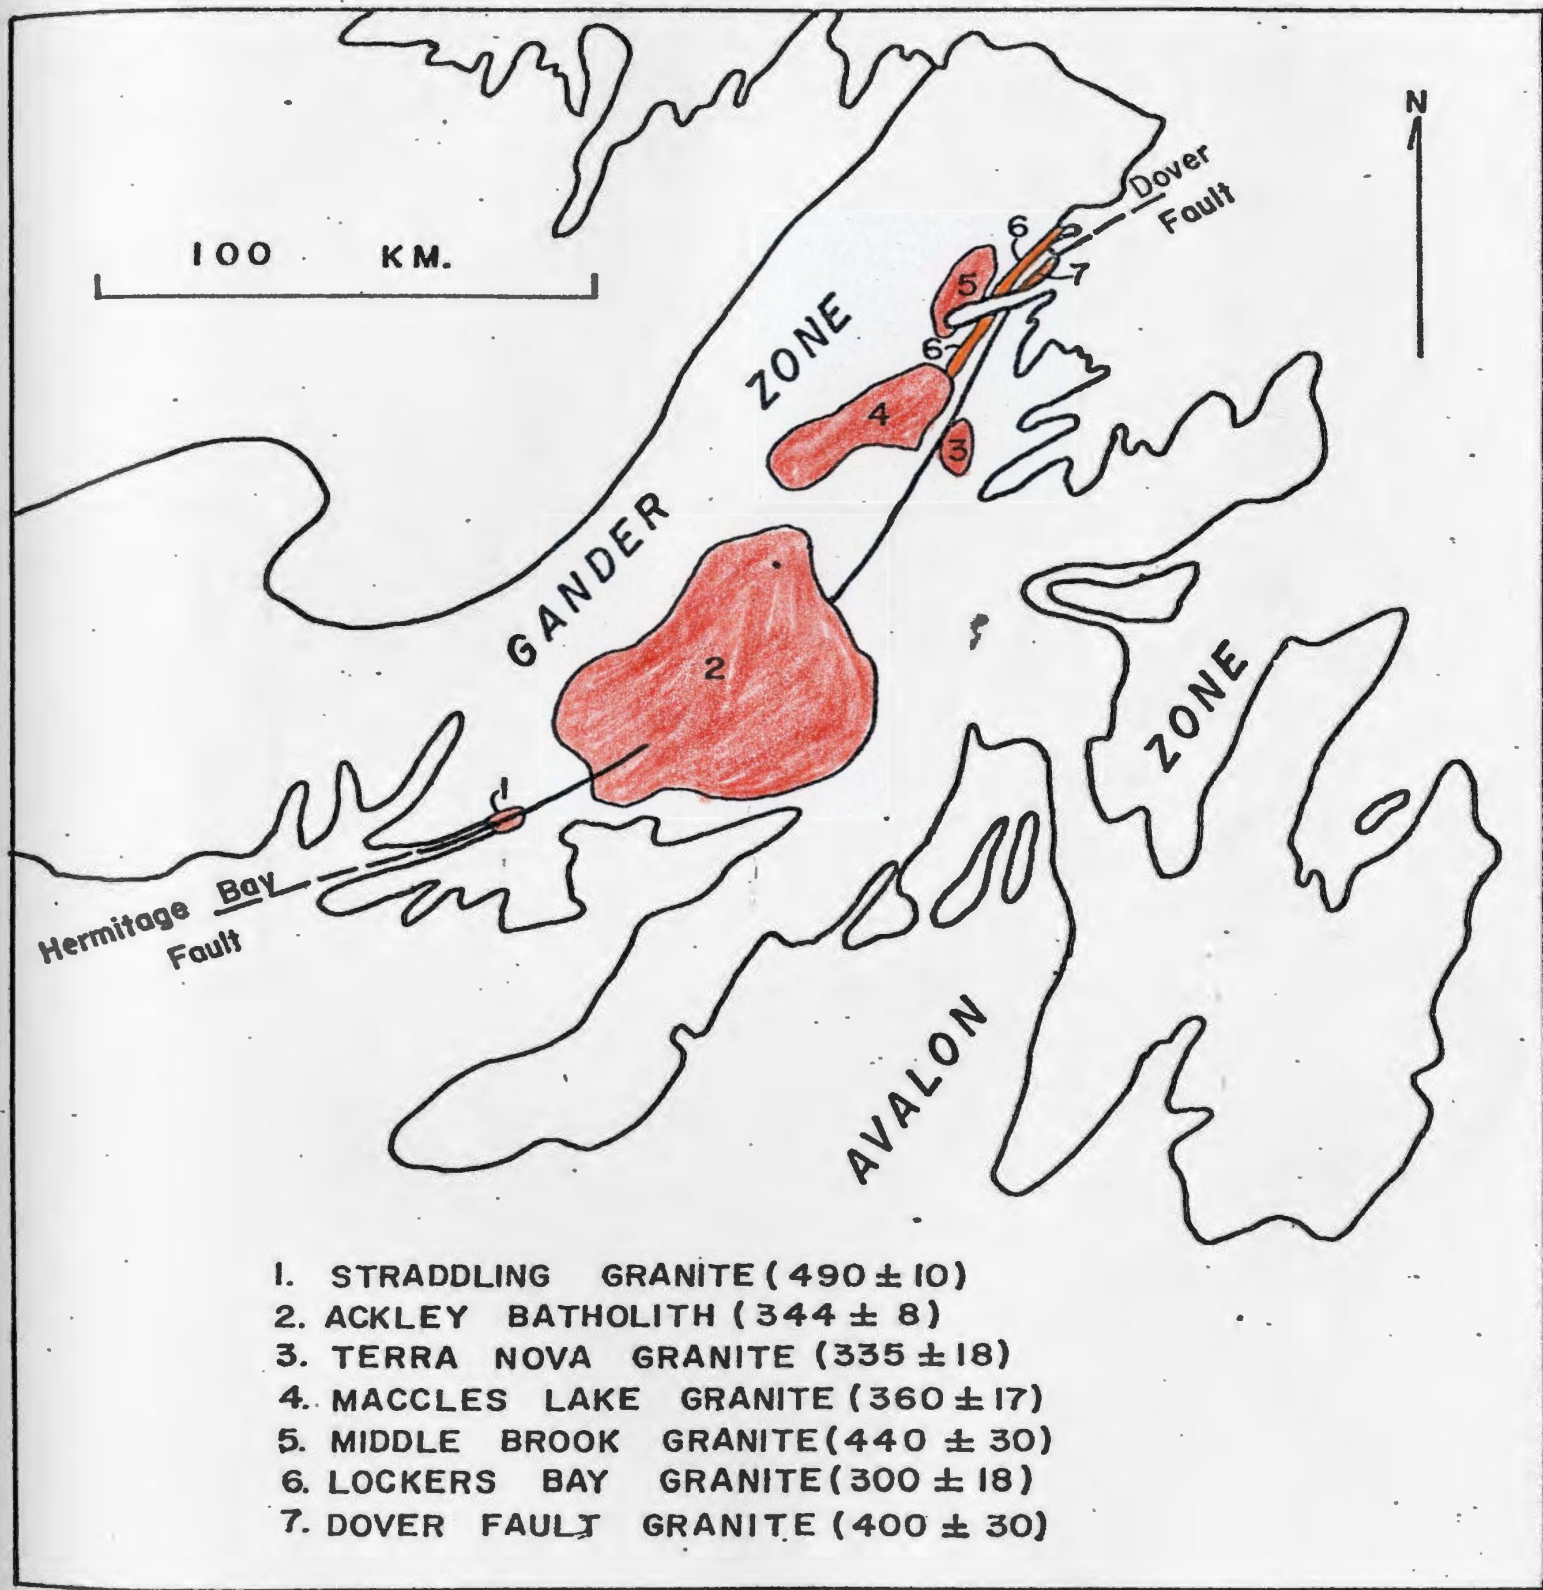 N
Dover
Fault
100 KM.
6
5
7
ZONE
6
4
3
GANDER
2
ZONE
1
Hermitage Bay
Fault
AVALON
1. STRADDLING GRANITE (490 ± 10)
2. ACKLEY BATHOLITH (344 ± 8)
3. TERRA NOVA GRANITE (335 ± 18)
4. MACCLES LAKE GRANITE (360 ± 17)
5. MIDDLE BROOK GRANITE (440 ± 30)
6. LOCKERS BAY GRANITE (300 ± 18)
7. DOVER FAULT GRANITE (400 ± 30)